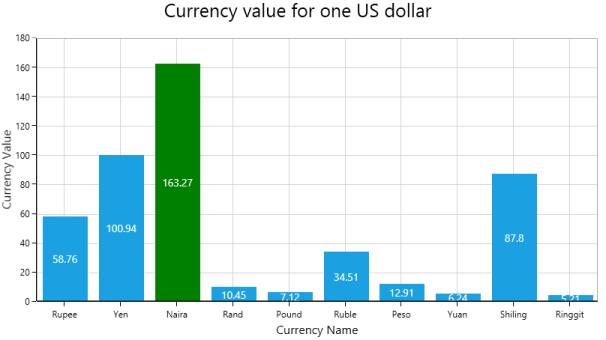 Currency value for one US dollar
Currency Value
180
160
140
120
100
80
60
40
20
0
58.76
100.94
163.27
10.45
7.12
34.51
12.91
6.24
87.8
5.21
Rupee
Yen
Naira
Rand
Pound
Ruble
Peso
Yuan
Shiling
Ringgit
Currency Name